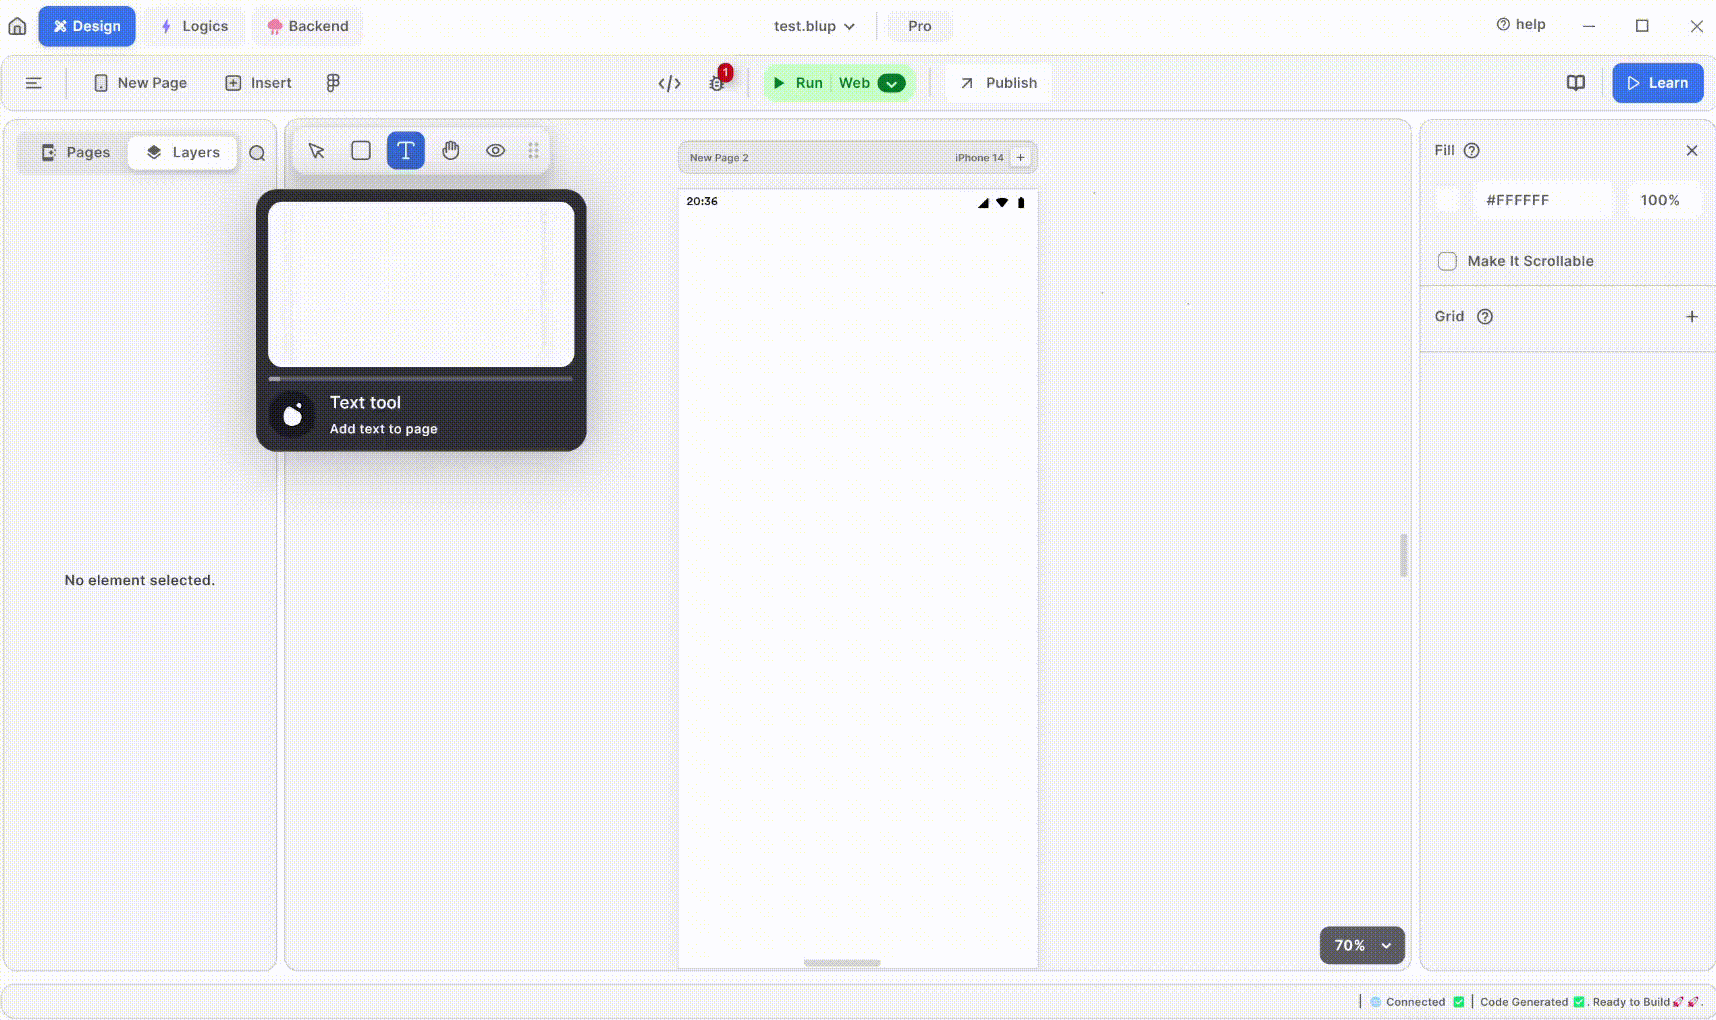 Design
Logics
Backend
test.blup
Pro
help
New Page
Insert
1
Run
Web
Publish
Learn
Pages
Layers
T
New Page 2
iPhone 14
+
Fill
#FFFFFF
100%
20:36
Make It Scrollable
Grid
Text tool
Add text to page
No element selected.
70%
| Connected | Code Generated . Ready to Build .